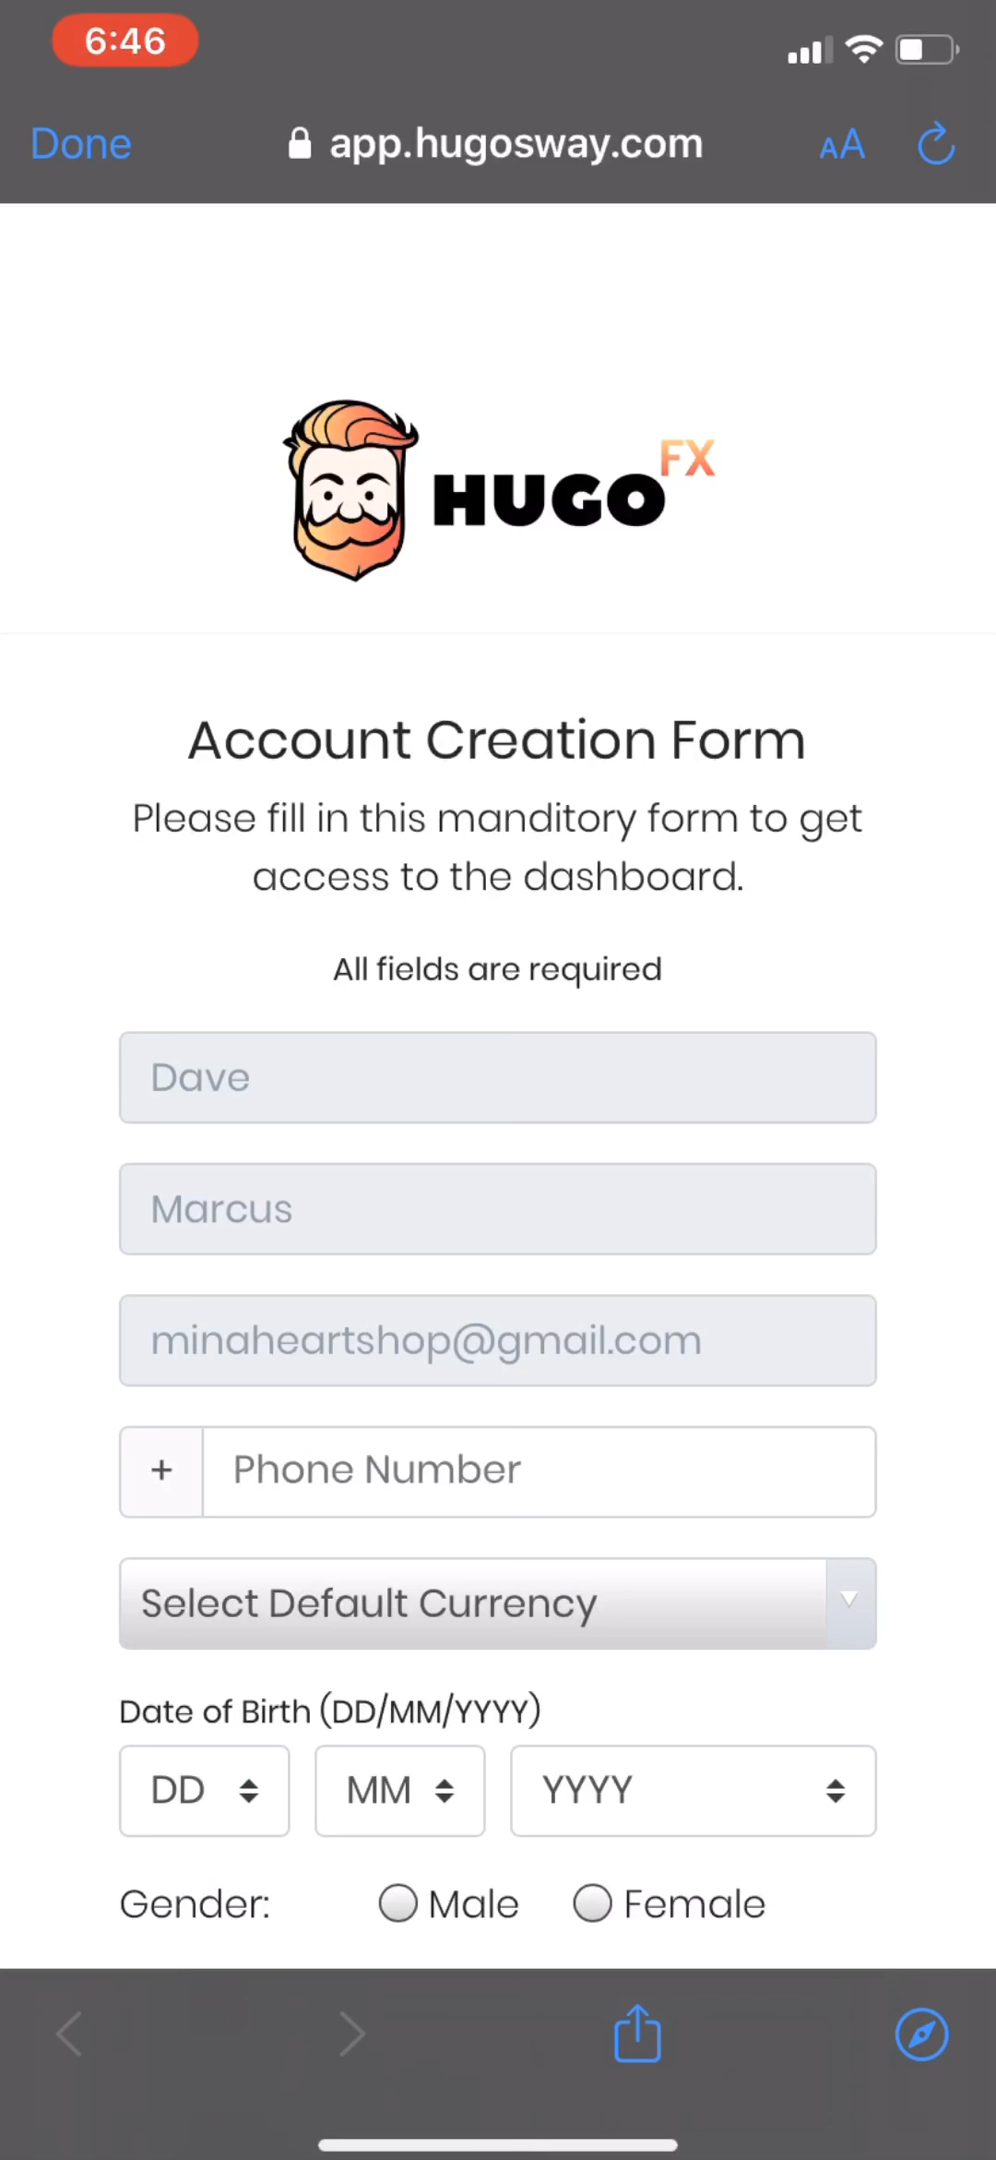 6:46
Done app.hugosway.com AA
HUGO FX
Account Creation Form
Please fill in this manditory form to get
access to the dashboard.
All fields are required
Dave
Marcus
minaheartshop@gmail.com
+ Phone Number
Select Default Currency
Date of Birth (DD/MM/YYYY)
DD MM YYYY
Gender: Male Female